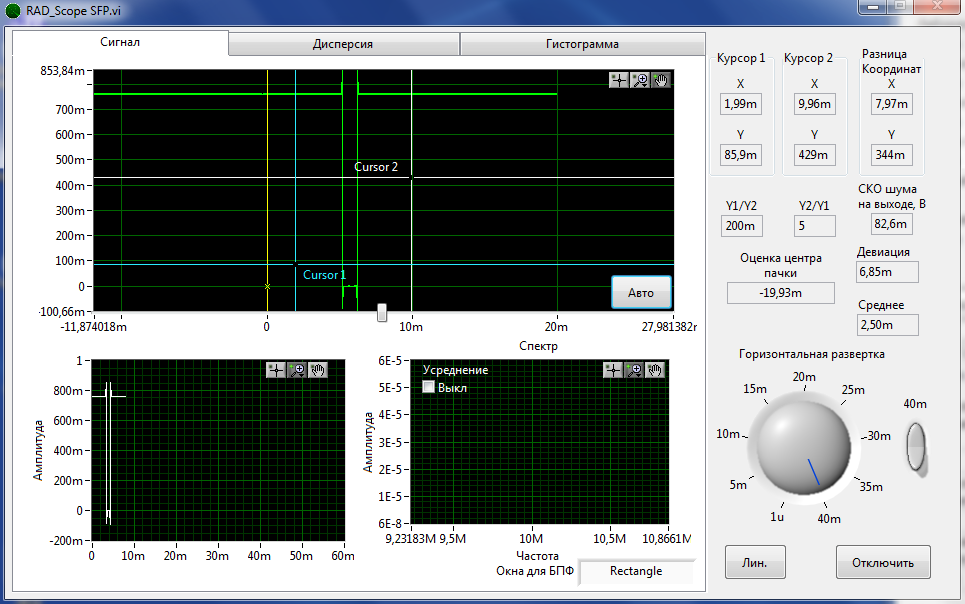 RAD_Scope SFP.vi
Сигнал
Дисперсия
Гистограмма
853,84m
700m
600m
500m
400m
300m
200m
100m
0
-100,66m
Cursor 2
Cursor 1
Авто
-11,874018m
0
10m
20m
27,981382m
Курсор 1
X
1,99m
Y
85,9m
Курсор 2
X
9,96m
Y
429m
Разница
Координат
X
7,97m
Y
344m
Y1/Y2
200m
Y2/Y1
5
СКО шума
на выходе, В
82,6m
Оценка центра
пачки
-19,93m
Девиация
6,85m
Среднее
2,50m
Амплитуда
1
800m
600m
400m
200m
0
-200m
0
10m
20m
30m
40m
50m
60m
Спектр
Усреднение
Выкл
Амплитуда
6E-5
5E-5
4E-5
3E-5
2E-5
1E-5
6E-8
9,23183M
9,5M
10M
10,5M
10,8661M
Частота
Окна для БПФ
Rectangle
Горизонтальная развертка
1u
5m
10m
15m
20m
25m
30m
35m
40m
40m
Лин.
Отключить